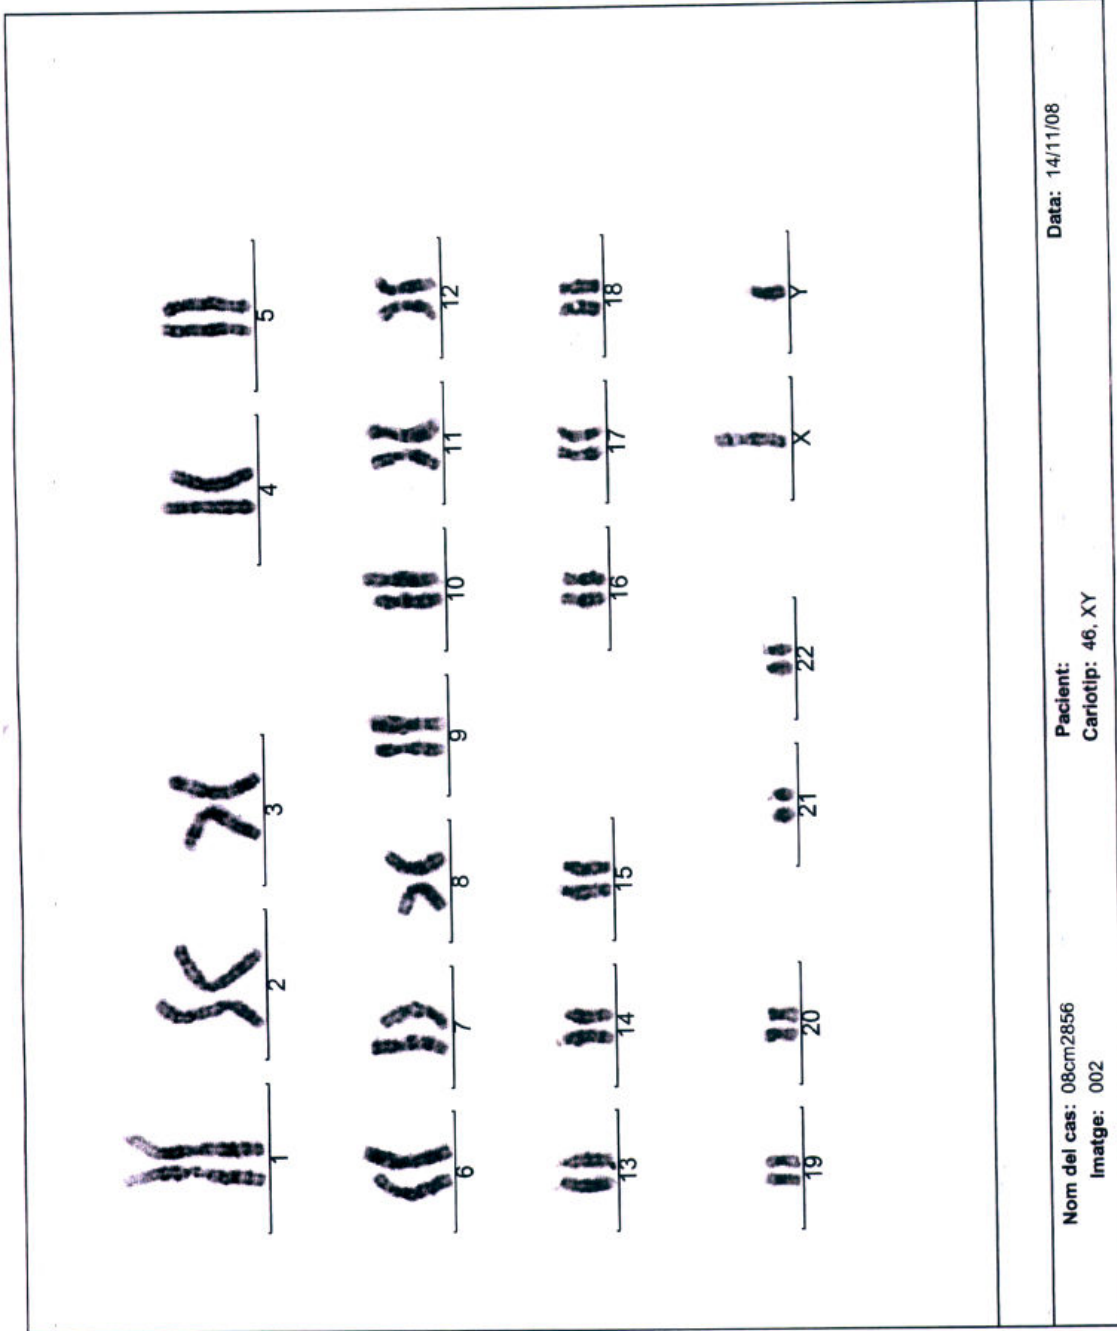 1 2 3 4 5
6 7 8 9 10 11 12
13 14 15 16 17 18
19 20 21 22 X Y
Nom del cas: 08cm2856
Imatge: 002
Pacient:
Cariotip: 46, XY
Data: 14/11/08